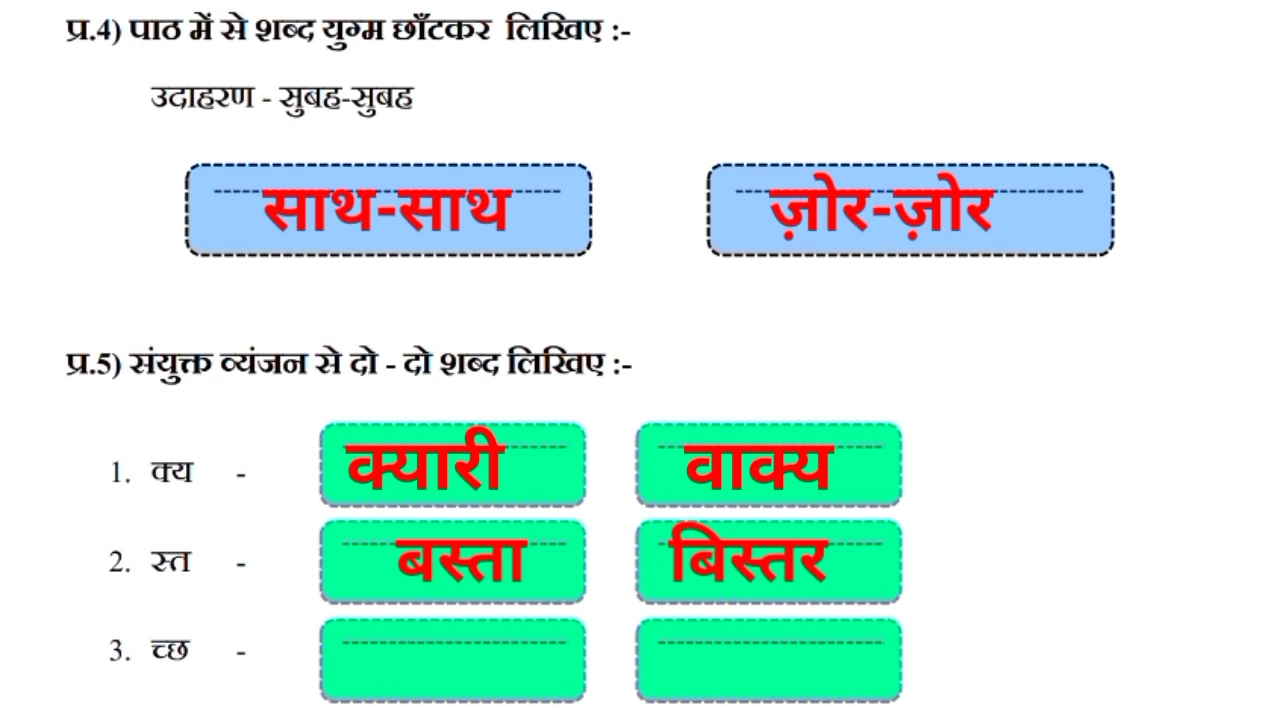 प्र.4) पाठ में से शब्द युग्म छाँटकर लिखिए :-
उदाहरण - सुबह-सुबह
साथ-साथ ज़ोर-ज़ोर
प्र.5) संयुक्त व्यंजन से दो - दो शब्द लिखिए :-
1. क्य - क्यारी वाक्य
2. स्त - बस्ता बिस्तर
3. च्छ -